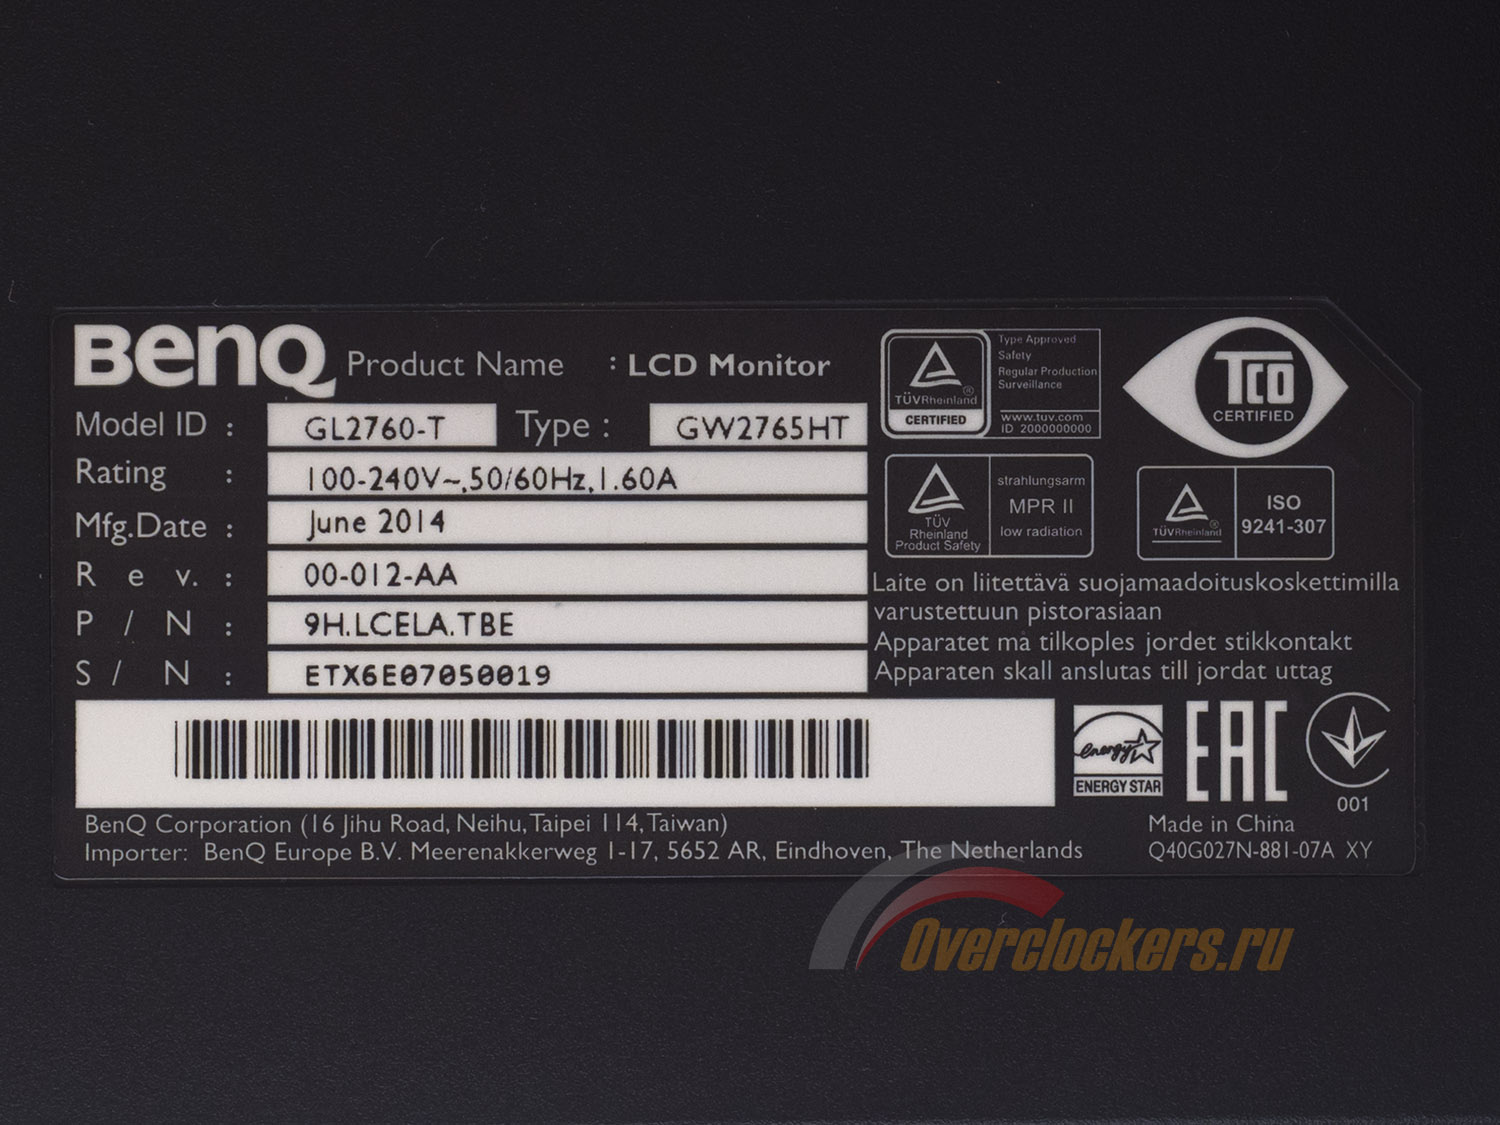 BenQ Product Name : LCD Monitor
Model ID : GL2760-T Type : GW2765HT
Rating : 100-240V~,50/60Hz,1.60A
Mfg.Date : June 2014
Rev. : 00-012-AA
P/N : 9H.LCELA.TBE
S/N : ETX6E07050019
TÜVRheinland
CERTIFIED
Type Approved
Safety
Regular Production
Surveillance
www.tuv.com
ID 2000000000
TCO
CERTIFIED
TÜV
Rheinland
Product Safety
strahlungsarm
MPR II
low radiation
TÜVRheinland
ISO
9241-307
Laite on liitettävä suojamaadoituskoskettimilla
varustettuun pistorasiaan
Apparatet må tilkoples jordet stikkontakt
Apparaten skall anslutas till jordat uttag
energy
ENERGY STAR
EAC
001
BenQ Corporation (16 Jihu Road, Neihu, Taipei 114, Taiwan)
Importer: BenQ Europe B.V. Meerenakkerweg 1-17, 5652 AR, Eindhoven, The Netherlands
Made in China
Q40G027N-881-07A XY
Overclockers.ru